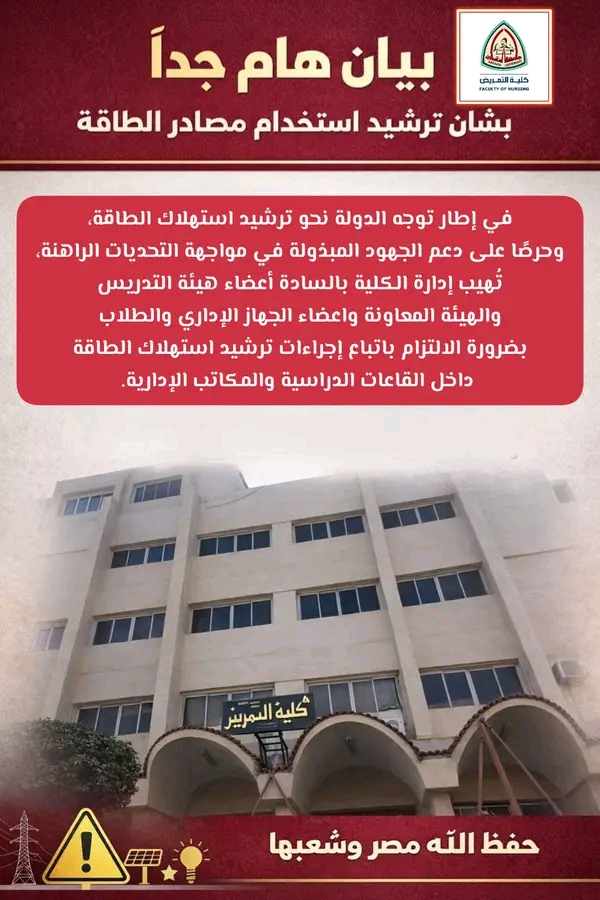 بيان هام جداً
كلية التمريض
FACULTY OF NURSING
بشان ترشيد استخدام مصادر الطاقة
في إطار توجه الدولة نحو ترشيد استهلاك الطاقة،
وحرصًا على دعم الجهود المبذولة في مواجهة التحديات الراهنة،
تُهيب إدارة الكلية بالسادة أعضاء هيئة التدريس
والهيئة المعاونة واعضاء الجهاز الإداري والطلاب
بضرورة الالتزام باتباع إجراءات ترشيد استهلاك الطاقة
داخل القاعات الدراسية والمكاتب الإدارية.
كلية التمريض
حفظ الله مصر وشعبها